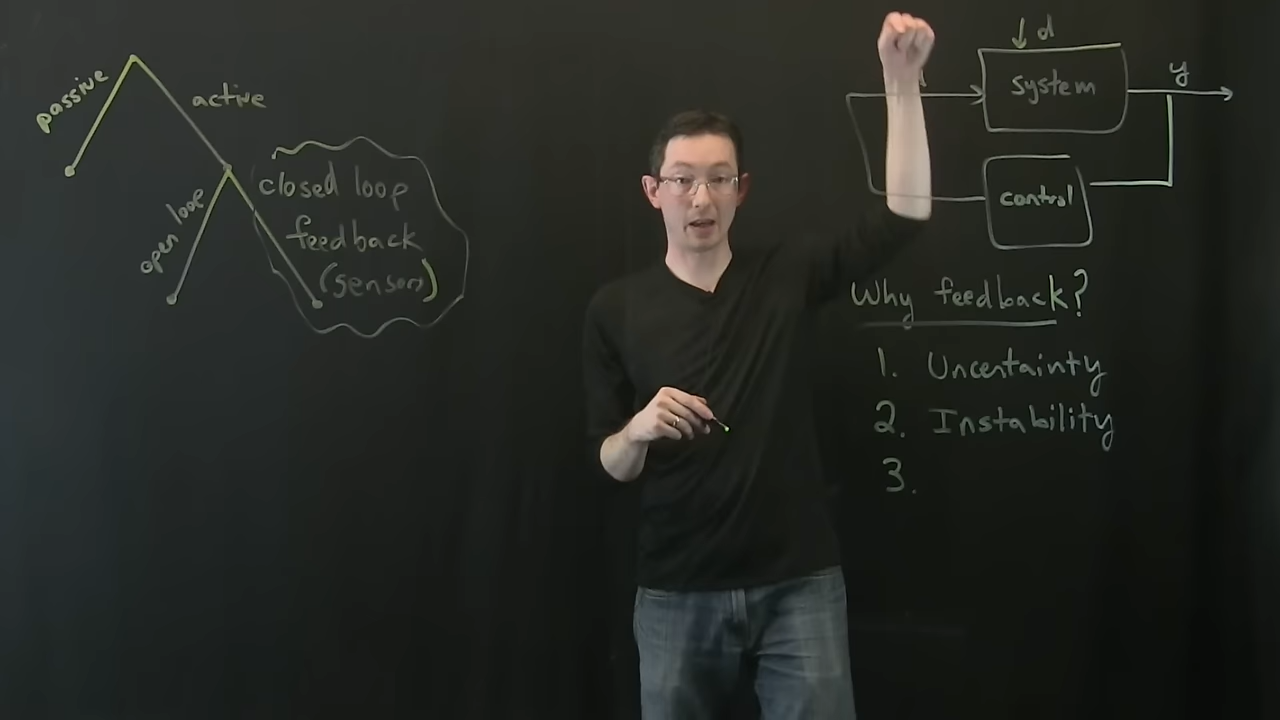 passive
active
open loop
closed loop
feedback
(sensors)
d
system
y
control
Why feedback?
1. Uncertainty
2. Instability
3.